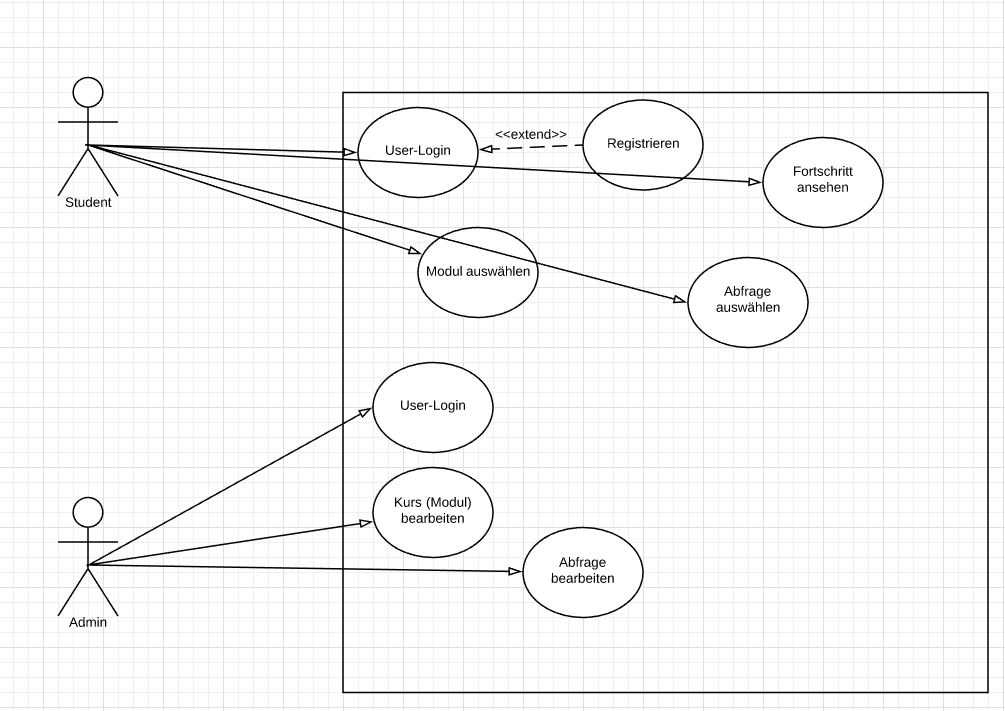 <<extend>>
User-Login
Registrieren
Fortschritt
ansehen
Student
Modul auswählen
Abfrage
auswählen
User-Login
Kurs (Modul)
bearbeiten
Abfrage
bearbeiten
Admin